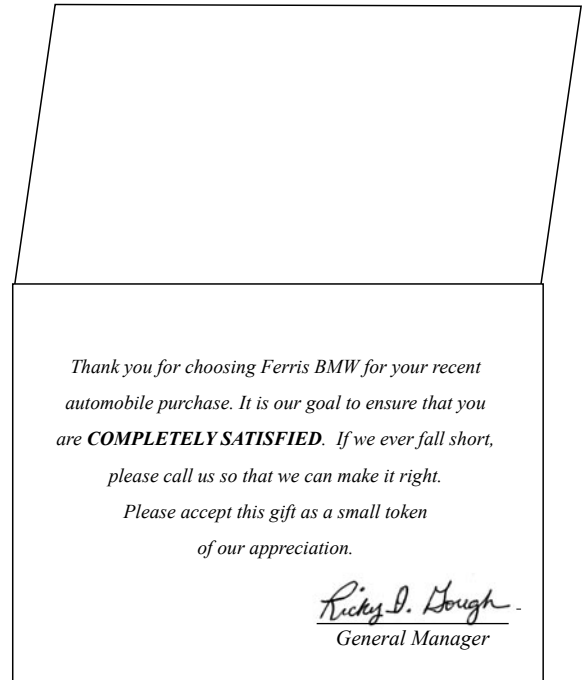 Thank you for choosing Ferris BMW for your recent
automobile purchase. It is our goal to ensure that you
are COMPLETELY SATISFIED.  If we ever fall short,
please call us so that we can make it right.
Please accept this gift as a small token
of our appreciation.
Ricky D. Gough
General Manager